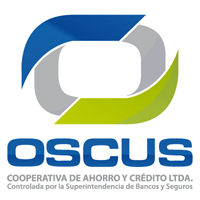 OSCUS
COOPERATIVA DE AHORRO Y CRÉDITO LTDA.
Controlada por la Superintendencia de Bancos y Seguros